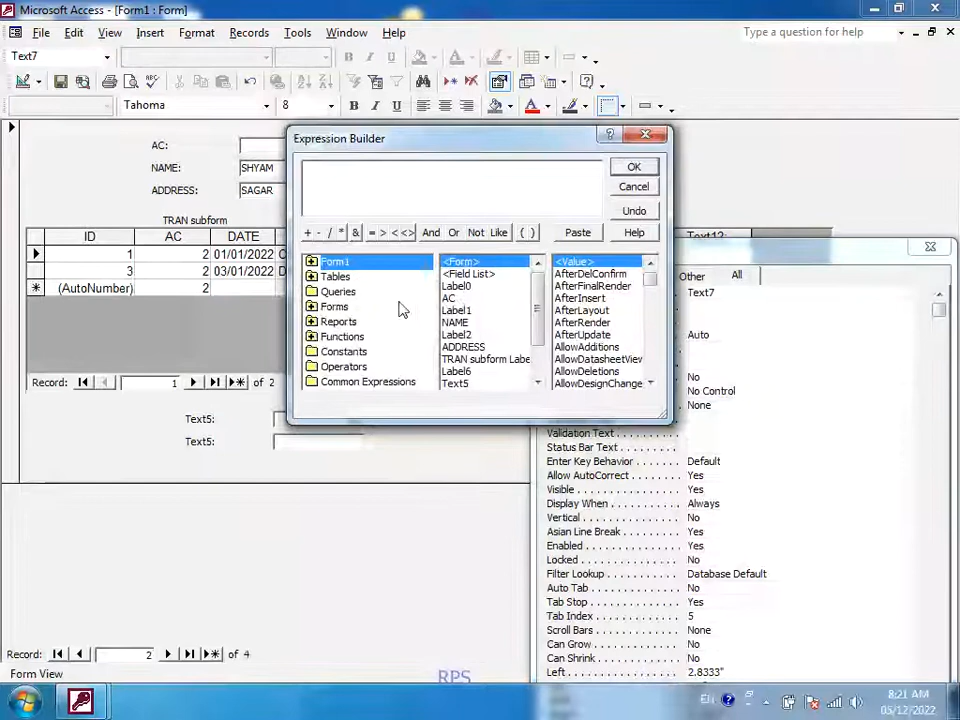 Microsoft Access - [Form1 : Form]
File Edit View Insert Format Records Tools Window Help
Type a question for help
Text7
Tahoma 8
AC:
NAME: SHYAM
ADDRESS: SAGAR
TRAN subform
ID AC DATE
1 2 01/01/2022
3 2 03/01/2022
(AutoNumber) 2
Record: 1 of 2
Text5:
Text5:
Expression Builder
OK
Cancel
Undo
+ - / * & = > < <> And Or Not Like ( ) Paste Help
Form1
Tables
Queries
Forms
Reports
Functions
Constants
Operators
Common Expressions
<Form>
<Field List>
Label0
AC
Label1
NAME
Label2
ADDRESS
TRAN subform Labe
Label6
Text5
<Value>
AfterDelConfirm
AfterFinalRender
AfterInsert
AfterLayout
AfterRender
AfterUpdate
AllowAdditions
AllowDatasheetView
AllowDeletions
AllowDesignChange
Text12:
Other All
Text7
Auto
No
No Control
None
Validation Text
Status Bar Text
Enter Key Behavior Default
Allow AutoCorrect Yes
Visible Yes
Display When Always
Vertical No
Asian Line Break Yes
Enabled Yes
Locked No
Filter Lookup Database Default
Auto Tab No
Tab Stop Yes
Tab Index 5
Scroll Bars None
Can Grow No
Can Shrink No
Left 2.8333"
Record: 2 of 4
Form View
RPS
EN
8:21 AM
05/12/2022